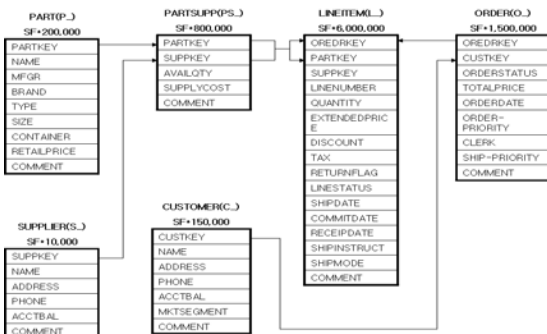 PART(P_)
SF*200,000
PARTKEY
NAME
MFGR
BRAND
TYPE
SIZE
CONTAINER
RETAILPRICE
COMMENT
PARTSUPP(PS_)
SF*800,000
PARTKEY
SUPPKEY
AVAILQTY
SUPPLYCOST
COMMENT
LINEITEM(L_)
SF*6,000,000
OREDRKEY
PARTKEY
SUPPKEY
LINENUMBER
QUANTITY
EXTENDEDPRIC
E
DISCOUNT
TAX
RETURNFLAG
LINESTATUS
SHIPDATE
COMMITDATE
RECEIPDATE
SHIPINSTRUCT
SHIPMODE
COMMENT
ORDER(O_)
SF*1,500,000
OREDRKEY
CUSTKEY
ORDERSTATUS
TOTALPRICE
ORDERDATE
ORDER-
PRIORITY
CLERK
SHIP-PRIORITY
COMMENT
SUPPLIER(S_)
SF*10,000
SUPPKEY
NAME
ADDRESS
PHONE
ACCTBAL
COMMENT
CUSTOMER(C_)
SF*150,000
CUSTKEY
NAME
ADDRESS
PHONE
ACCTBAL
MKTSEGMENT
COMMENT